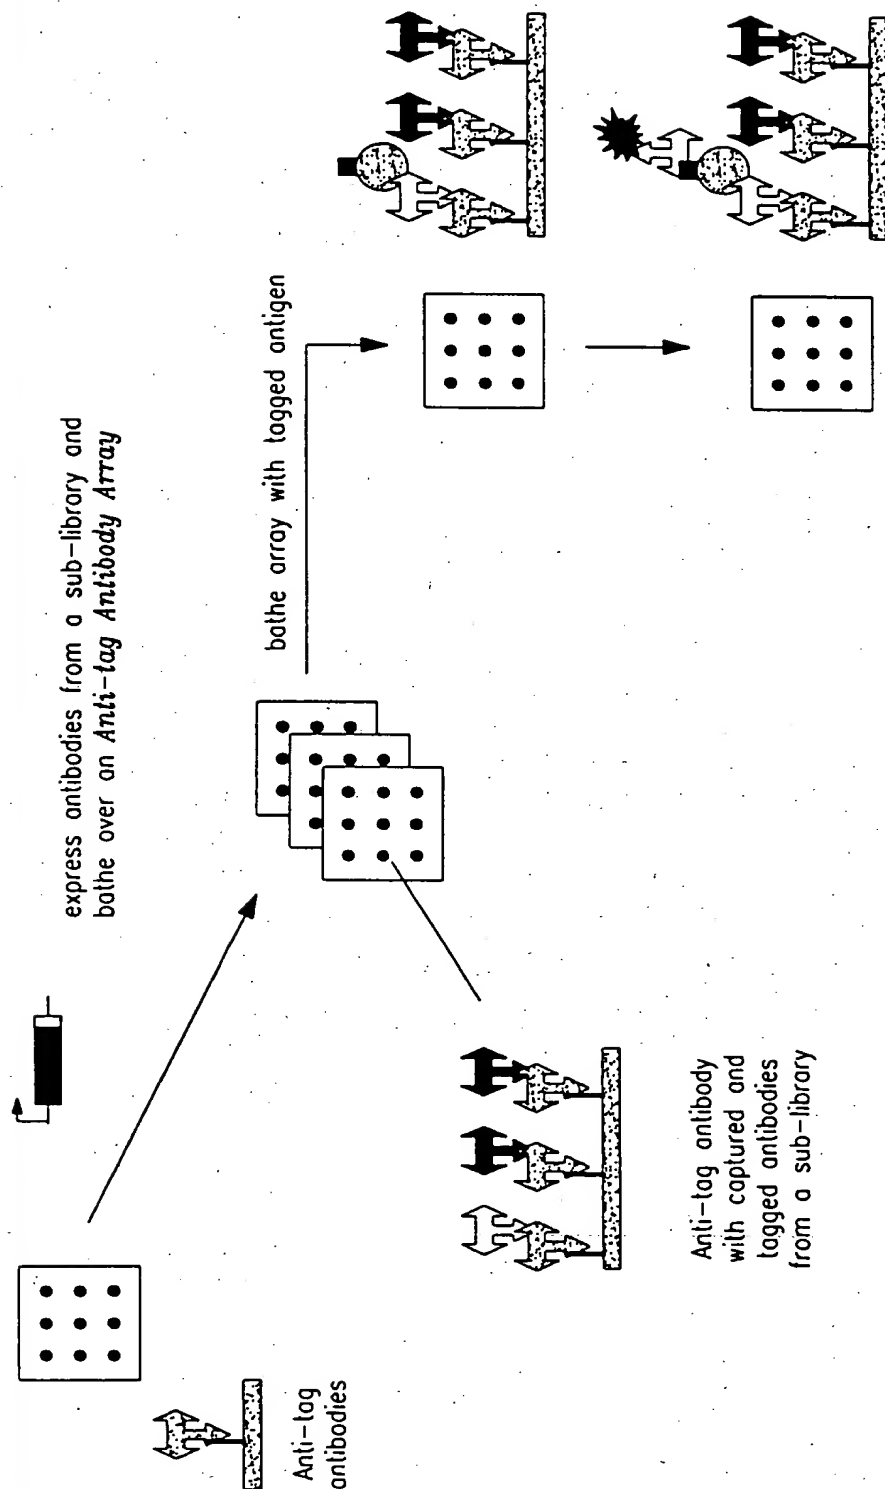 express antibodies from a sub-library and
bathe over an Anti-tag Antibody Array
bathe array with tagged antigen
Anti-tag
antibodies
Anti-tag antibody
with captured and
tagged antibodies
from a sub-library